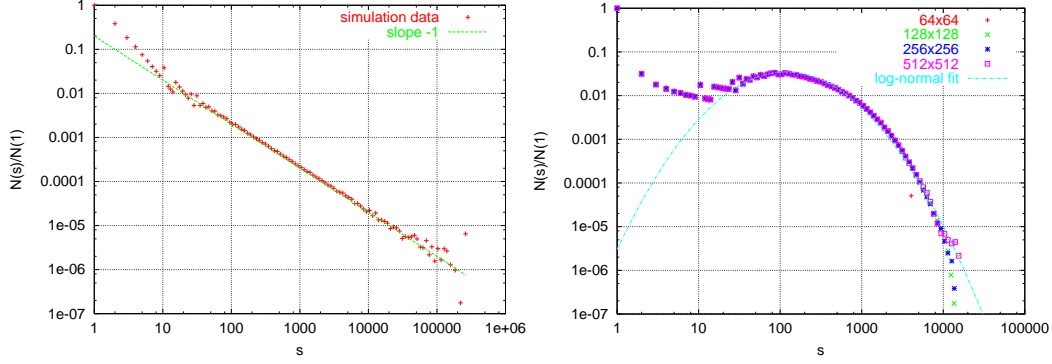 1
0.1
0.01
0.001
0.0001
1e-05
1e-06
1e-07
N(s)/N(1)
1 10 100 1000 10000 100000 1e+06
s
simulation data
slope -1
1
0.1
0.01
0.001
0.0001
1e-05
1e-06
1e-07
N(s)/N(1)
1 10 100 1000 10000 100000
s
64x64
128x128
256x256
512x512
log-normal fit